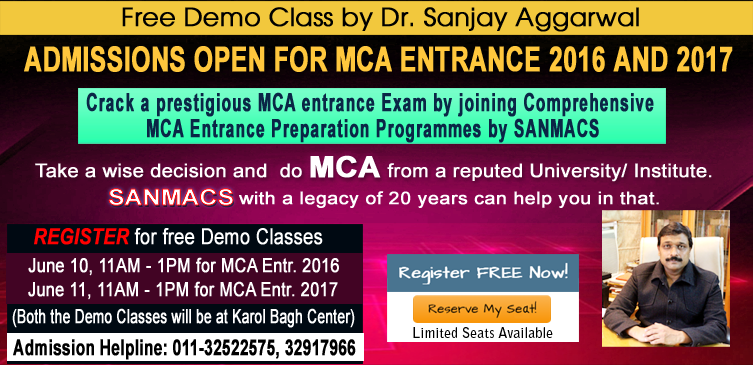 Free Demo Class by Dr. Sanjay Aggarwal
ADMISSIONS OPEN FOR MCA ENTRANCE 2016 AND 2017
Crack a prestigious MCA entrance Exam by joining Comprehensive
MCA Entrance Preparation Programmes by SANMACS
Take a wise decision and do MCA from a reputed University/ Institute.
SANMACS with a legacy of 20 years can help you in that.
REGISTER for free Demo Classes
June 10, 11AM - 1PM for MCA Entr. 2016
June 11, 11AM - 1PM for MCA Entr. 2017
(Both the Demo Classes will be at Karol Bagh Center)
Admission Helpline: 011-32522575, 32917966
Register FREE Now!
Reserve My Seat!
Limited Seats Available